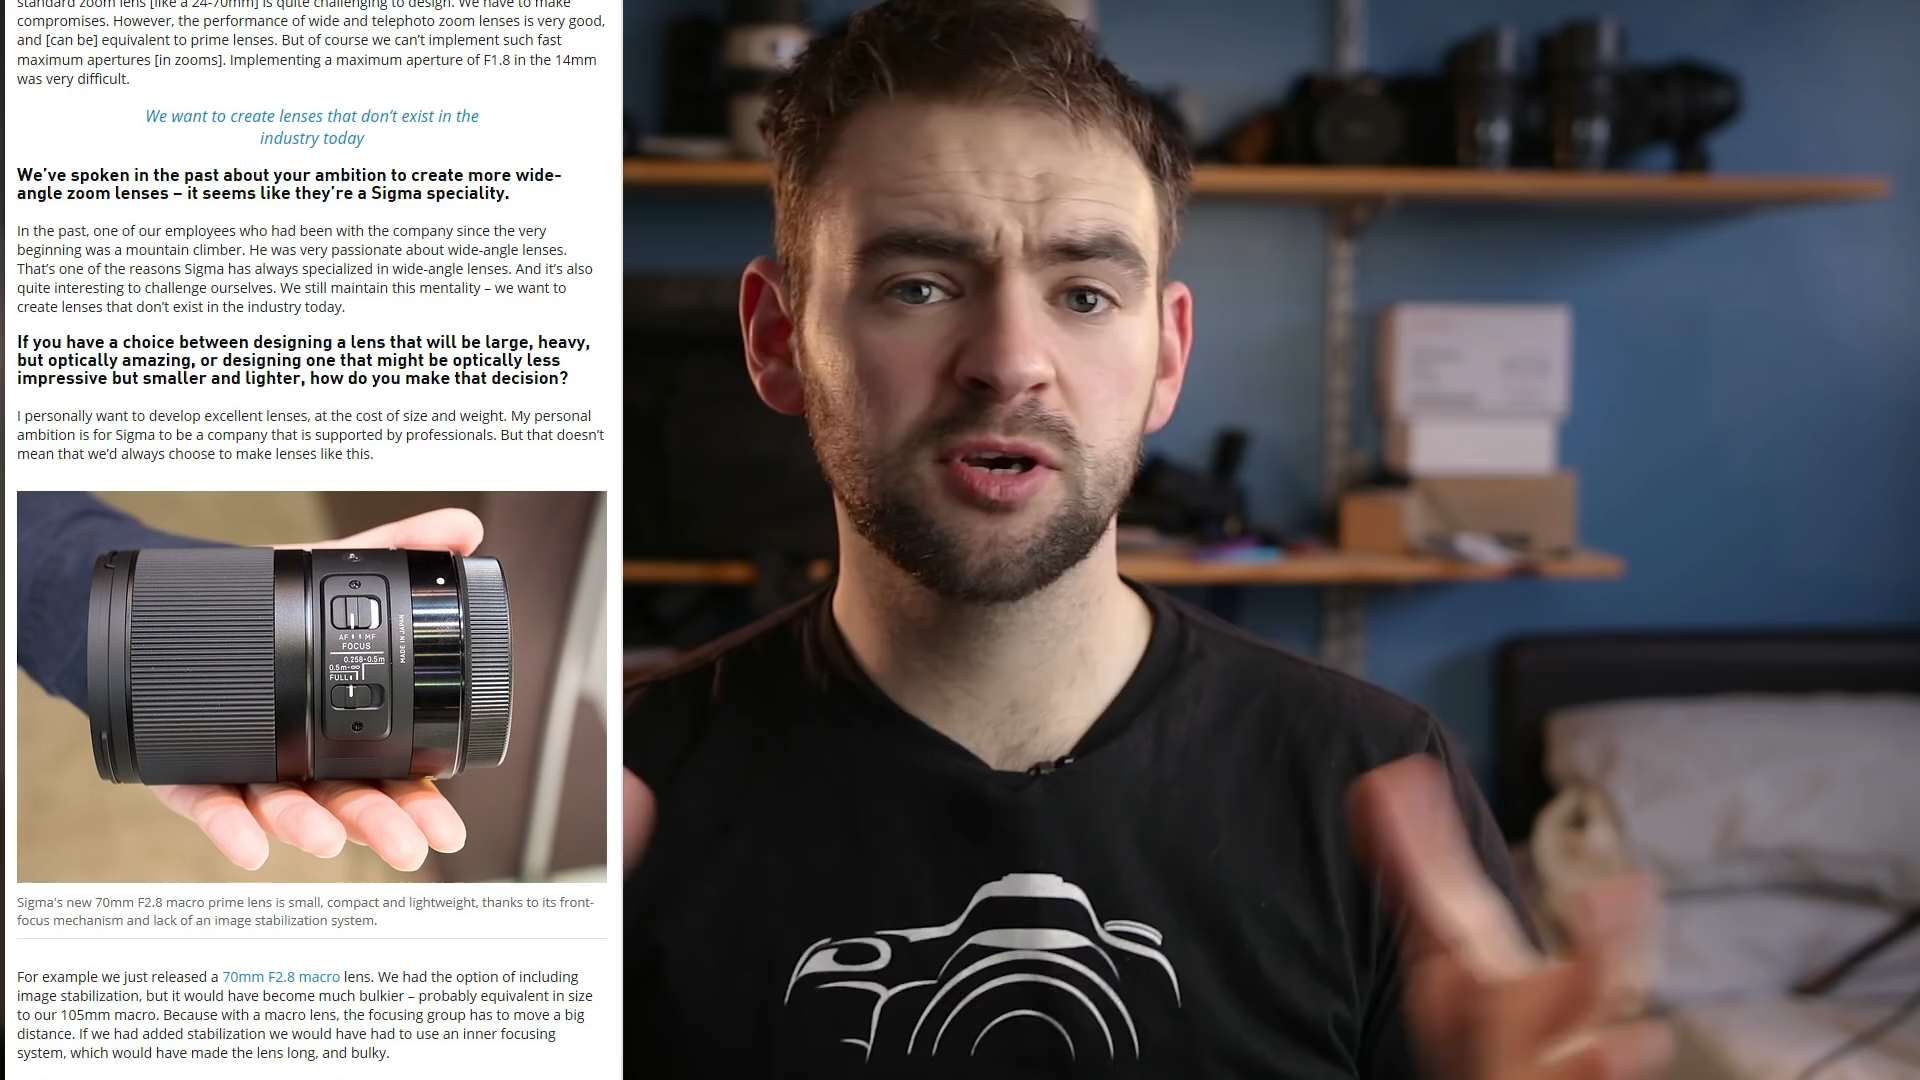 standard zoom lens [like a 24-70mm] is quite challenging to design. We have to make
compromises. However, the performance of wide and telephoto zoom lenses is very good,
and [can be] equivalent to prime lenses. But of course we can't implement such fast
maximum apertures [in zooms]. Implementing a maximum aperture of F1.8 in the 14mm
was very difficult.
We want to create lenses that don't exist in the
industry today
We've spoken in the past about your ambition to create more wide-
angle zoom lenses – it seems like they're a Sigma speciality.
In the past, one of our employees who had been with the company since the very
beginning was a mountain climber. He was very passionate about wide-angle lenses.
That's one of the reasons Sigma has always specialized in wide-angle lenses. And it's also
quite interesting to challenge ourselves. We still maintain this mentality – we want to
create lenses that don't exist in the industry today.
If you have a choice between designing a lens that will be large, heavy,
but optically amazing, or designing one that might be optically less
impressive but smaller and lighter, how do you make that decision?
I personally want to develop excellent lenses, at the cost of size and weight. My personal
ambition is for Sigma to be a company that is supported by professionals. But that doesn't
mean that we'd always choose to make lenses like this.
AF MF
FOCUS
0.258-0.5m
0.5m-∞
FULL
MADE IN JAPAN
Sigma's new 70mm F2.8 macro prime lens is small, compact and lightweight, thanks to its front-
focus mechanism and lack of an image stabilization system.
For example we just released a 70mm F2.8 macro lens. We had the option of including
image stabilization, but it would have become much bulkier – probably equivalent in size
to our 105mm macro. Because with a macro lens, the focusing group has to move a big
distance. If we had added stabilization we would have had to use an inner focusing
system, which would have made the lens long, and bulky.